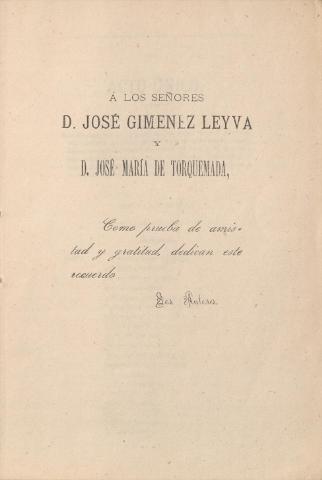 Á LOS SEÑORES
D. JOSÉ GIMENEZ LEYVA
Y
D. JOSÉ MARÍA DE TORQUEMADA,
Como prueba de amis-
tad y gratitud, dedican este
recuerdo
Los Autores.